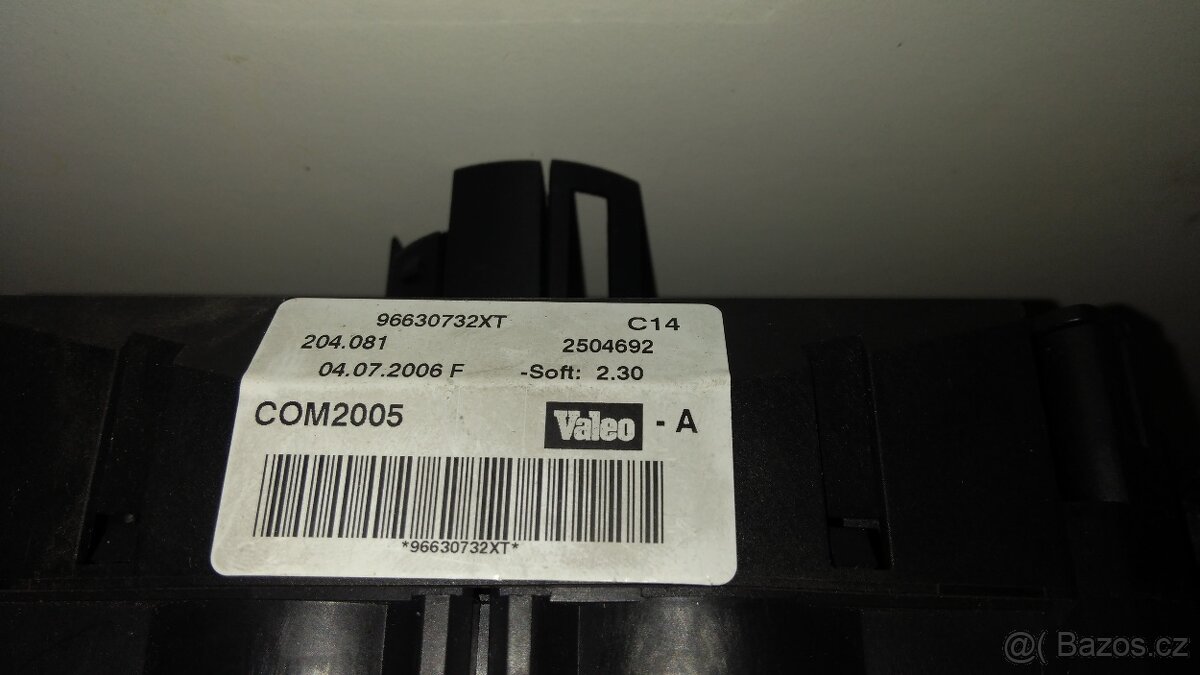 96630732XT C14
204.081 2504692
04.07.2006 F -Soft: 2.30
COM2005 Valeo - A
*96630732XT*
@( Bazos.cz